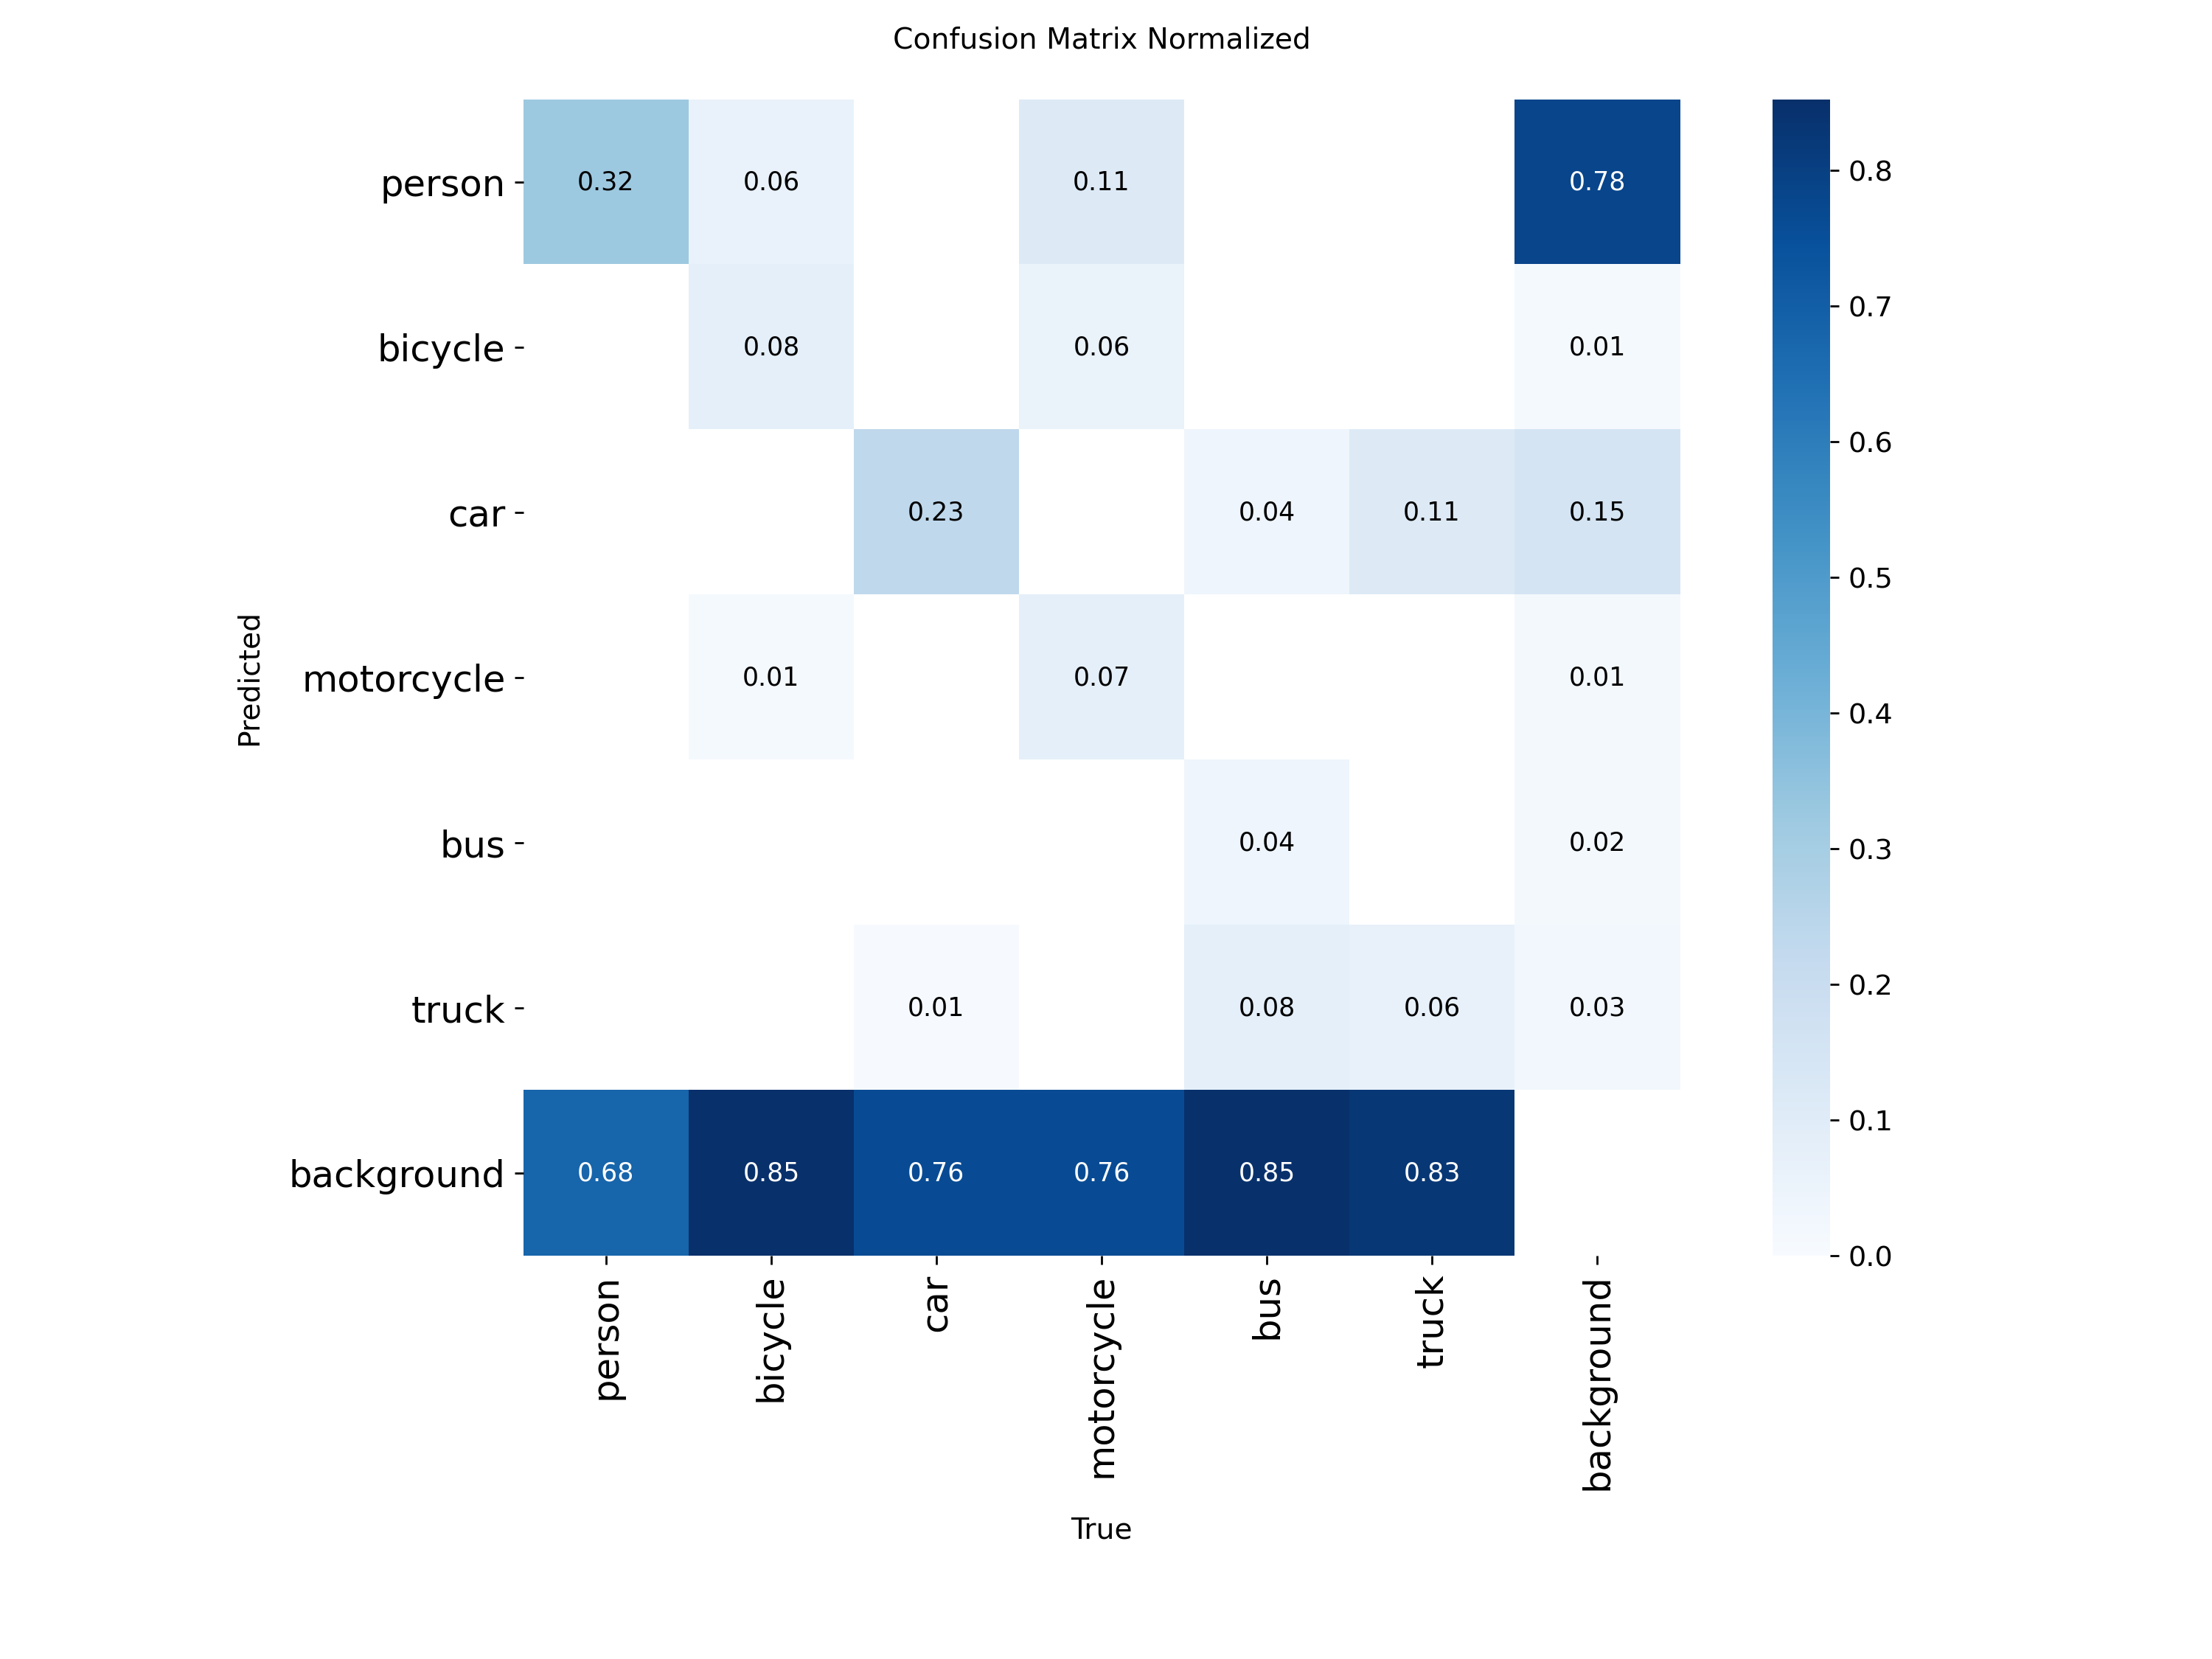 Confusion Matrix Normalized
person 0.32 0.06 0.11 0.78
bicycle 0.08 0.06 0.01
car 0.23 0.04 0.11 0.15
motorcycle 0.01 0.07 0.01
bus 0.04 0.02
truck 0.01 0.08 0.06 0.03
background 0.68 0.85 0.76 0.76 0.85 0.83
Predicted
person bicycle car motorcycle bus truck background
True
0.8
0.7
0.6
0.5
0.4
0.3
0.2
0.1
0.0